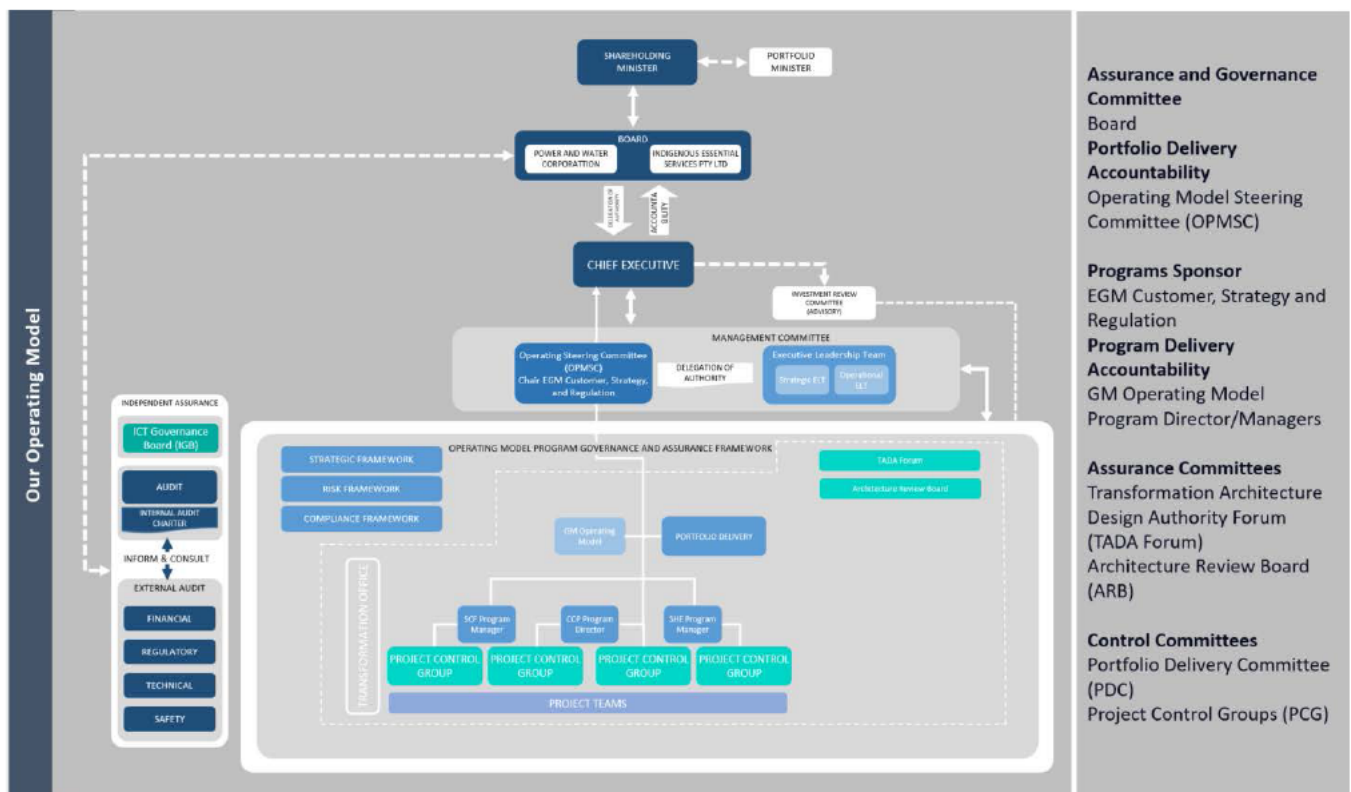 Our Operating Model
SHAREHOLDING
MINISTER
PORTFOLIO
MINISTER
BOARD
POWER AND WATER
CORPORATTION
INDIGENOUS ESSENTIAL
SERVICES PTY LTD
DELEGATION OF
AUTHORITY
ACCOUNTA
BILITY
CHIEF EXECUTIVE
INVESTMENT REVIEW
COMMITTEE
(ADVISORY)
MANAGEMENT COMMITTEE
Operating Steering Committee
(OPMSC)
Chair EGM Customer, Strategy,
and Regulation
DELEGATION OF
AUTHORITY
Executive Leadership Team
Strategic ELT
Operational
ELT
INDEPENDENT ASSURANCE
ICT Governance
Board (IGB)
AUDIT
INTERNAL AUDIT
CHARTER
INFORM & CONSULT
EXTERNAL AUDIT
FINANCIAL
REGULATORY
TECHNICAL
SAFETY
OPERATING MODEL PROGRAM GOVERNANCE AND ASSURANCE FRAMEWORK
STRATEGIC FRAMEWORK
RISK FRAMEWORK
COMPLIANCE FRAMEWORK
TADA Forum
Architecture Review Board
GM Operating
Model
PORTFOLIO DELIVERY
TRANSFORMATION OFFICE
SCF Program
Manager
CCP Program
Director
Program
Manager
PROJECT CONTROL
GROUP
PROJECT CONTROL
GROUP
PROJECT CONTROL
GROUP
PROJECT CONTROL
GROUP
PROJECT TEAMS
Assurance and Governance
Committee
Board
Portfolio Delivery
Accountability
Operating Model Steering
Committee (OPMSC)
Programs Sponsor
EGM Customer, Strategy and
Regulation
Program Delivery
Accountability
GM Operating Model
Program Director/Managers
Assurance Committees
Transformation Architecture
Design Authority Forum
(TADA Forum)
Architecture Review Board
(ARB)
Control Committees
Portfolio Delivery Committee
(PDC)
Project Control Groups (PCG)